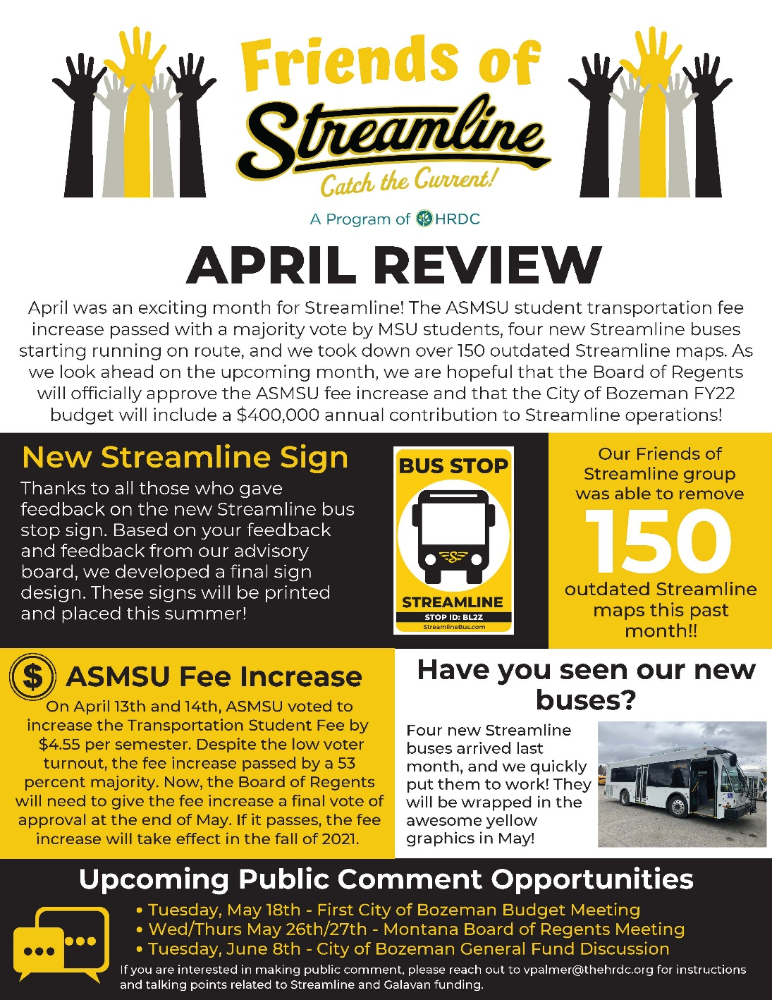 Friends of
Streamline
Catch the Current!
A Program of HRDC
APRIL REVIEW
April was an exciting month for Streamline! The ASMSU student transportation fee
increase passed with a majority vote by MSU students, four new Streamline buses
starting running on route, and we took down over 150 outdated Streamline maps. As
we look ahead on the upcoming month, we are hopeful that the Board of Regents
will officially approve the ASMSU fee increase and that the City of Bozeman FY22
budget will include a $400,000 annual contribution to Streamline operations!
New Streamline Sign
Thanks to all those who gave
feedback on the new Streamline bus
stop sign. Based on your feedback
and feedback from our advisory
board, we developed a final sign
design. These signs will be printed
and placed this summer!
BUS STOP
S
STREAMLINE
STOP ID: BL2Z
StreamlineBus.com
Our Friends of
Streamline group
was able to remove
150
outdated Streamline
maps this past
month!!
$
ASMSU Fee Increase
On April 13th and 14th, ASMSU voted to
increase the Transportation Student Fee by
$4.55 per semester. Despite the low voter
turnout, the fee increase passed by a 53
percent majority. Now, the Board of Regents
will need to give the fee increase a final vote of
approval at the end of May. If it passes, the fee
increase will take effect in the fall of 2021.
Have you seen our new
buses?
Four new Streamline
buses arrived last
month, and we quickly
put them to work! They
will be wrapped in the
awesome yellow
graphics in May!
Upcoming Public Comment Opportunities
• Tuesday, May 18th - First City of Bozeman Budget Meeting
• Wed/Thurs May 26th/27th - Montana Board of Regents Meeting
• Tuesday, June 8th - City of Bozeman General Fund Discussion
If you are interested in making public comment, please reach out to vpalmer@thehrdc.org for instructions
and talking points related to Streamline and Galavan funding.